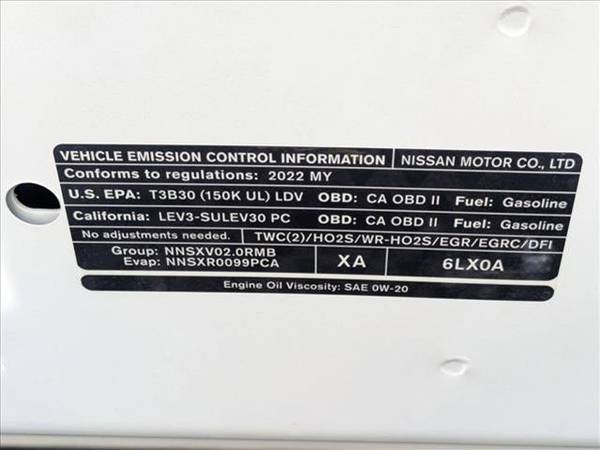 VEHICLE EMISSION CONTROL INFORMATION NISSAN MOTOR CO., LTD
Conforms to regulations: 2022 MY
U.S. EPA: T3B30 (150K UL) LDV OBD: CA OBD II Fuel: Gasoline
California: LEV3-SULEV30 PC OBD: CA OBD II Fuel: Gasoline
No adjustments needed. TWC(2)/HO2S/WR-HO2S/EGR/EGRC/DFI
Group: NNSXV02.0RMB
Evap: NNSXR0099PCA XA 6LX0A
Engine Oil Viscosity: SAE 0W-20